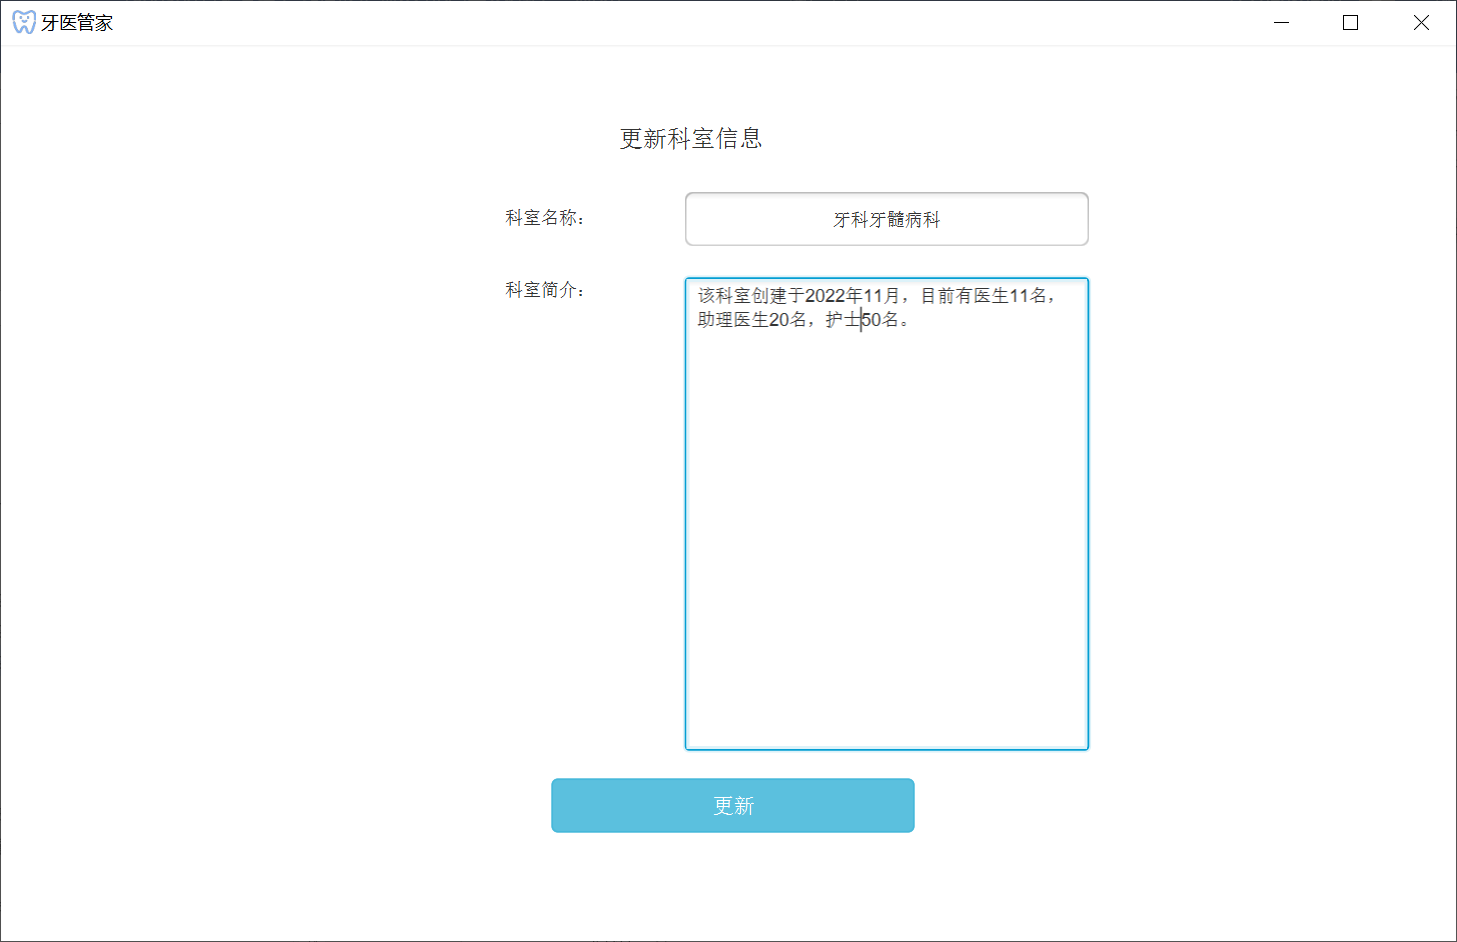 牙医管家
更新科室信息
科室名称：
牙科牙髓病科
科室简介：
该科室创建于2022年11月，目前有医生11名，
助理医生20名，护士50名。
更新